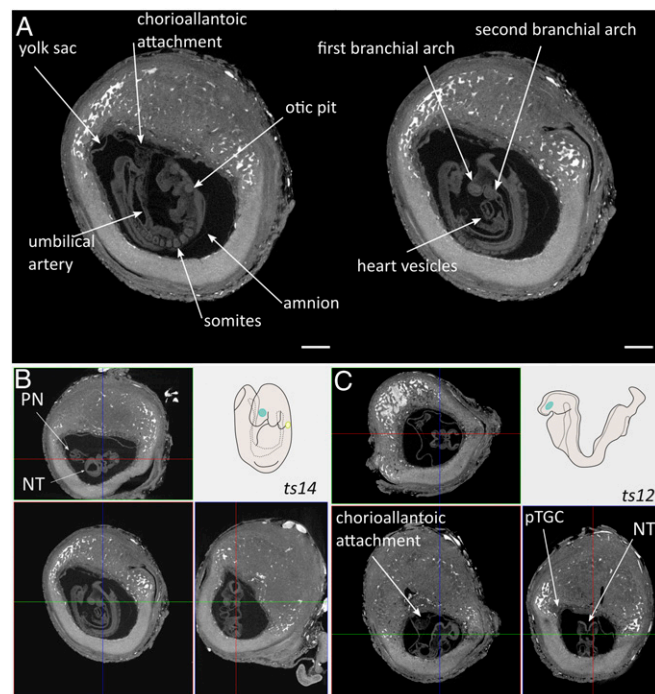 A
chorioallantoic
attachment
yolk sac
otic pit
umbilical
artery
somites
amnion
first branchial arch
second branchial arch
heart vesicles
B
PN
NT
ts14
C
ts12
chorioallantoic
attachment
pTGC
NT